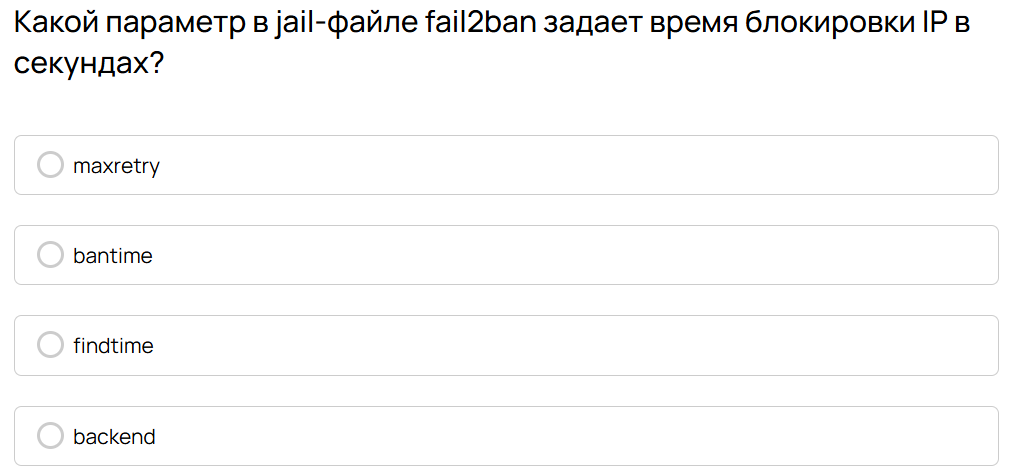 Какой параметр в jail-файле fail2ban задает время блокировки IP в
секундах?
maxretry
bantime
findtime
backend